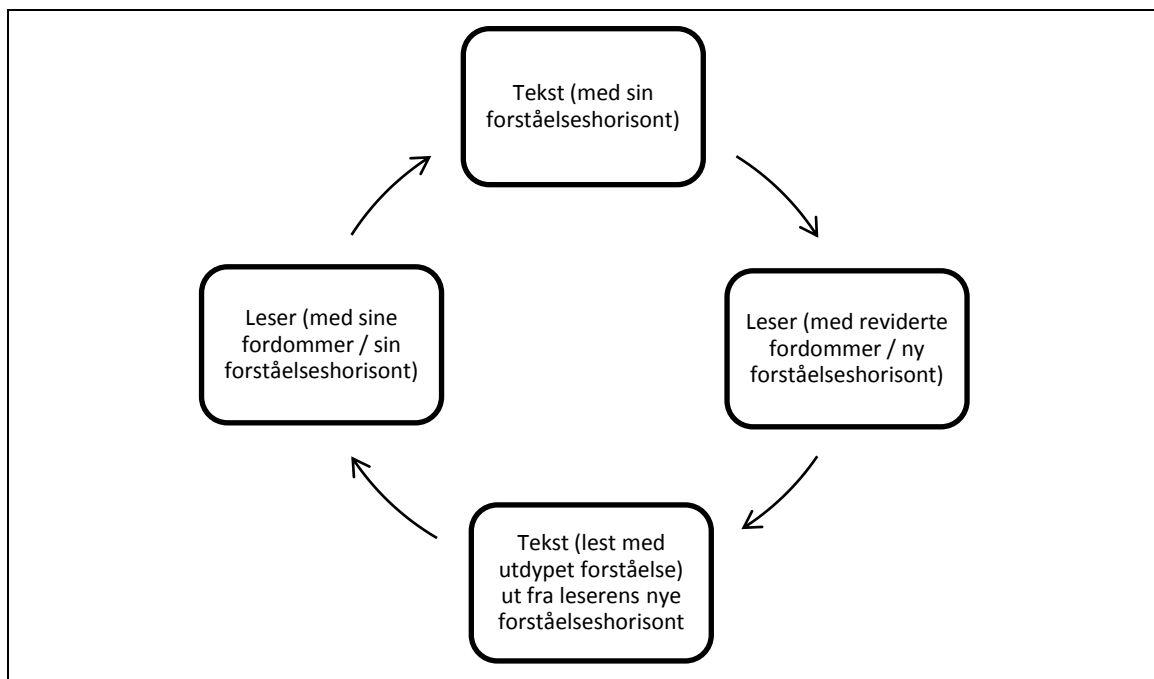 Tekst (med sin
forståelseshorisont)
Leser (med sine
fordommer / sin
forståelseshorisont)
Leser (med reviderte
fordommer / ny
forståelseshorisont)
Tekst (lest med
utdypet forståelse)
ut fra leserens nye
forståelseshorisont